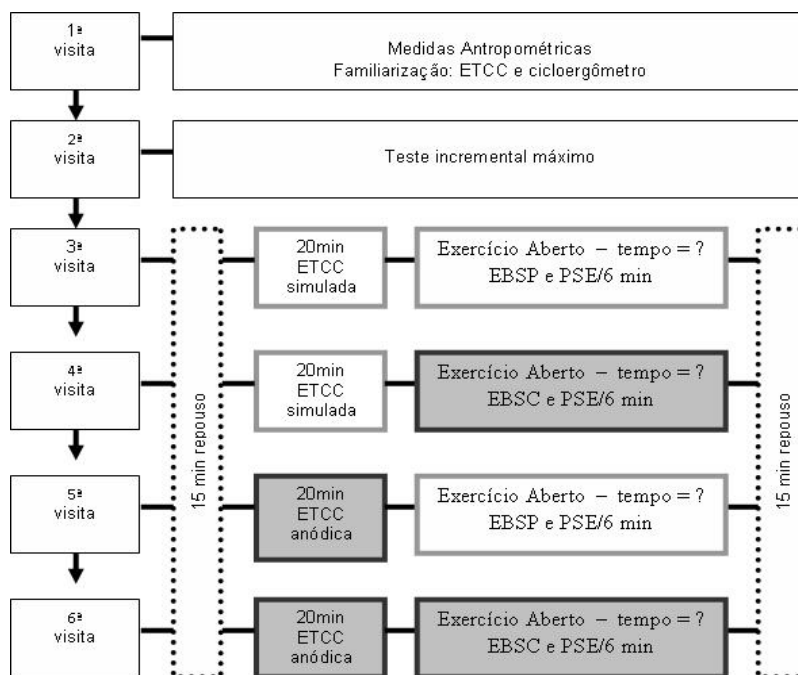 1ª
visita
Medidas Antropométricas
Familiarização: ETCC e cicloergômetro
2ª
visita
Teste incremental máximo
3ª
visita
15 min repouso
20min
ETCC
simulada
Exercício Aberto – tempo = ?
EBSP e PSE/6 min
15 min repouso
4ª
visita
20min
ETCC
simulada
Exercício Aberto – tempo = ?
EBSC e PSE/6 min
5ª
visita
20min
ETCC
anódica
Exercício Aberto – tempo = ?
EBSP e PSE/6 min
6ª
visita
20min
ETCC
anódica
Exercício Aberto – tempo = ?
EBSC e PSE/6 min